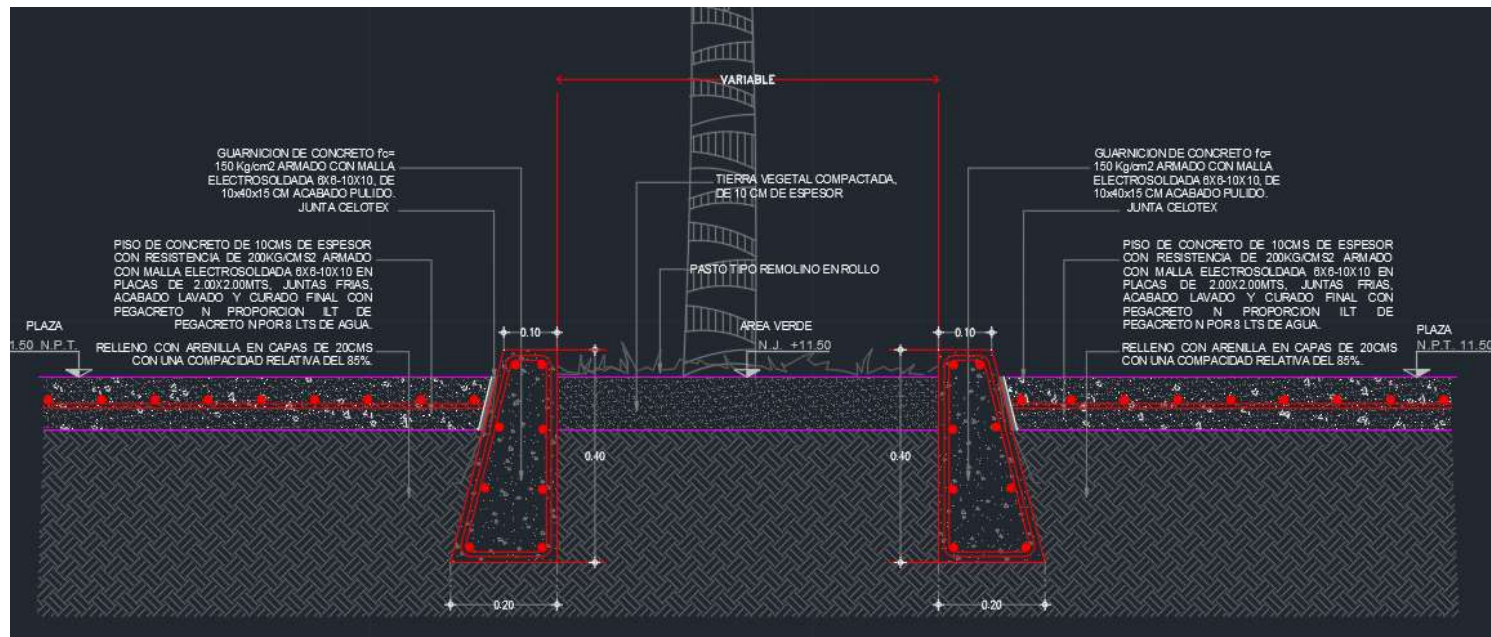 VARIABLE
GUARNICION DE CONCRETO f'c=
150 Kg/cm2 ARMADO CON MALLA
ELECTROSOLDADA 6X6-10X10, DE
10x40x15 CM ACABADO PULIDO.
JUNTA CELOTEX
PISO DE CONCRETO DE 10CMS DE ESPESOR
CON RESISTENCIA DE 200KG/CMS2 ARMADO
CON MALLA ELECTROSOLDADA 6X6-10X10 EN
PLACAS DE 2.00X2.00MTS, JUNTAS FRIAS,
ACABADO LAVADO Y CURADO FINAL CON
PEGACRETO N PROPORCION 1LT DE
PEGACRETO N POR 8 LTS DE AGUA.
RELLENO CON ARENILLA EN CAPAS DE 20CMS
CON UNA COMPACIDAD RELATIVA DEL 85%.
PLAZA
1.50 N.P.T.
TIERRA VEGETAL COMPACTADA,
DE 10 CM DE ESPESOR
PASTO TIPO REMOLINO EN ROLLO
AREA VERDE
N.J. +11.50
GUARNICION DE CONCRETO f'c=
150 Kg/cm2 ARMADO CON MALLA
ELECTROSOLDADA 6X6-10X10, DE
10x40x15 CM ACABADO PULIDO.
JUNTA CELOTEX
PISO DE CONCRETO DE 10CMS DE ESPESOR
CON RESISTENCIA DE 200KG/CMS2 ARMADO
CON MALLA ELECTROSOLDADA 6X6-10X10 EN
PLACAS DE 2.00X2.00MTS, JUNTAS FRIAS,
ACABADO LAVADO Y CURADO FINAL CON
PEGACRETO N PROPORCION 1LT DE
PEGACRETO N POR 8 LTS DE AGUA.
RELLENO CON ARENILLA EN CAPAS DE 20CMS
CON UNA COMPACIDAD RELATIVA DEL 85%.
PLAZA
N.P.T. 11.50
0.10
0.10
0.40
0.40
0.20
0.20